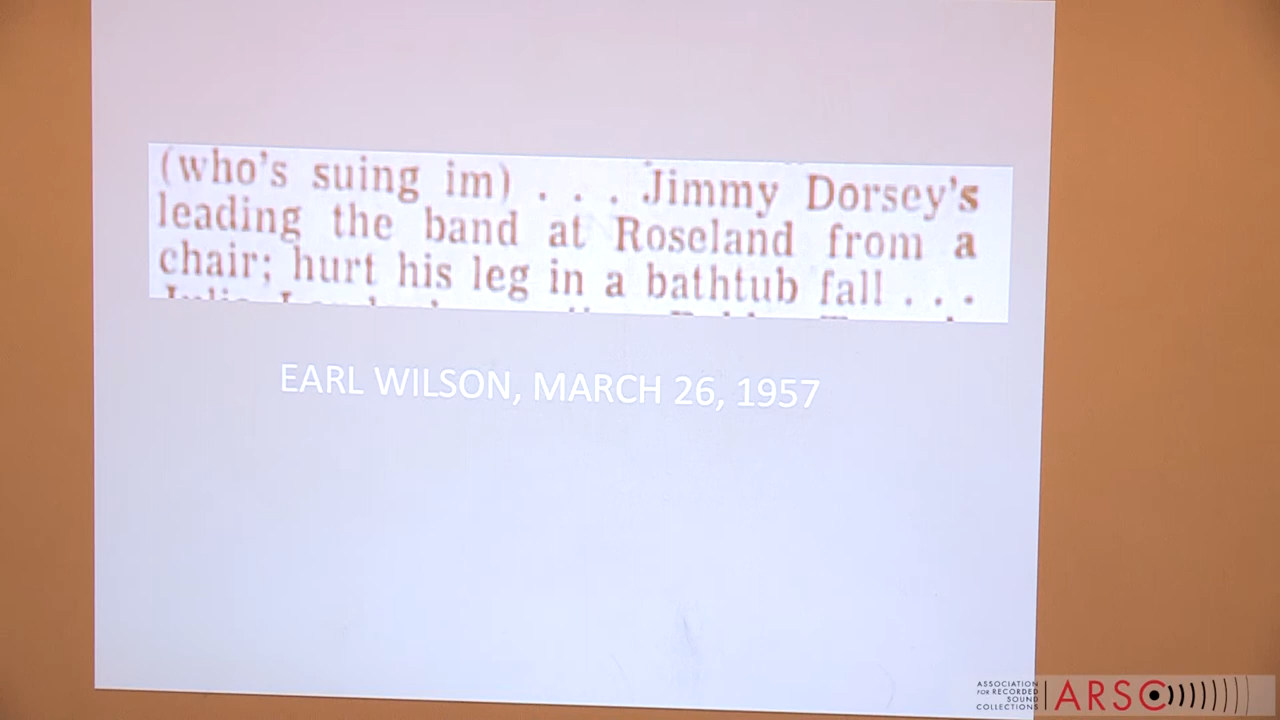 (who's suing im) . . . Jimmy Dorsey's
leading the band at Roseland from a
chair; hurt his leg in a bathtub fall . . .
EARL WILSON, MARCH 26, 1957
ASSOCIATION
FOR RECORDED
SOUND
COLLECTIONS
ARSC